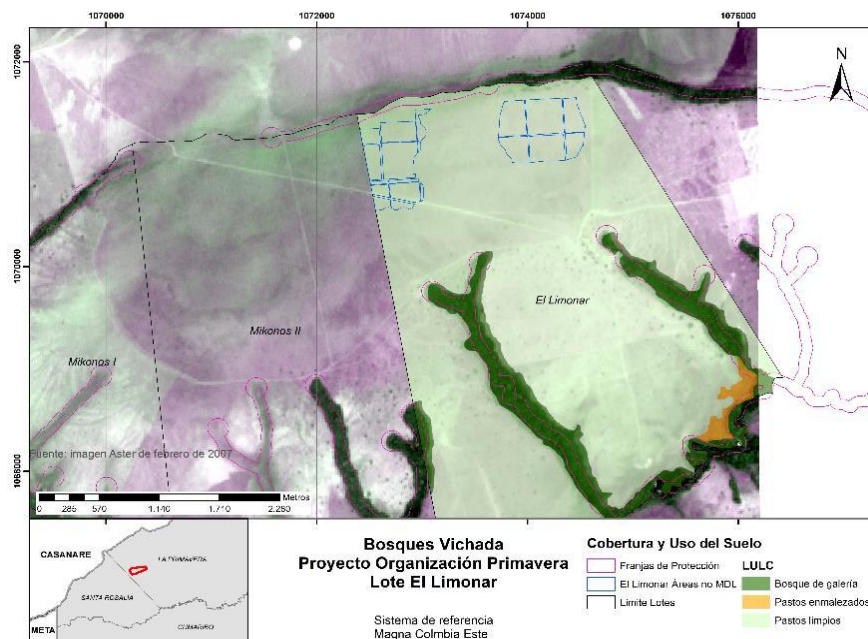 1070000 1072000 1074000 1076000
1072000
1070000
1068000
N
El Limonar
Mikonos II
Mikonos I
Fuente: imagen Aster de febrero de 2007
Metros
0 285 570 1.140 1.710 2.280
CASANARE
LA PRIMAVERA
SANTA ROSALIA
CUMARIBO
META
Bosques Vichada
Proyecto Organización Primavera
Lote El Limonar
Sistema de referencia
Magna Colmbia Este
Cobertura y Uso del Suelo
Franjas de Protección
El Limonar Áreas no MDL
Limite Lotes
LULC
Bosque de galería
Pastos enmalezados
Pastos limpios